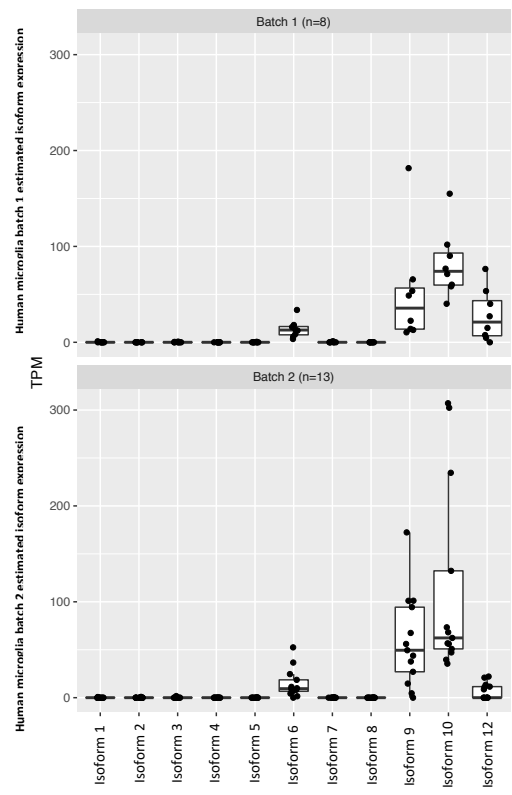 Batch 1 (n=8)
Human microglia batch 1 estimated isoform expression
300
200
100
0
TPM
Batch 2 (n=13)
Human microglia batch 2 estimated isoform expression
300
200
100
0
Isoform 1
Isoform 2
Isoform 3
Isoform 4
Isoform 5
Isoform 6
Isoform 7
Isoform 8
Isoform 9
Isoform 10
Isoform 12